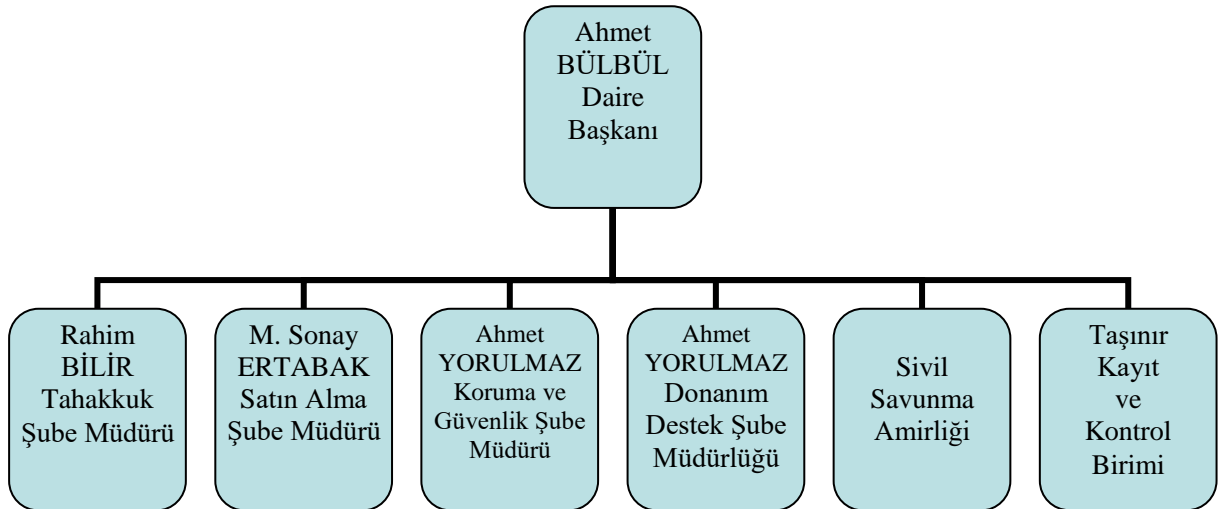 Ahmet
BÜLBÜL
Daire
Başkanı
Rahim
BİLİR
Tahakkuk
Şube Müdürü
M. Sonay
ERTABAK
Satın Alma
Şube Müdürü
Ahmet
YORULMAZ
Koruma ve
Güvenlik Şube
Müdürü
Ahmet
YORULMAZ
Donanım
Destek Şube
Müdürlüğü
Sivil
Savunma
Amirliği
Taşınır
Kayıt
ve
Kontrol
Birimi